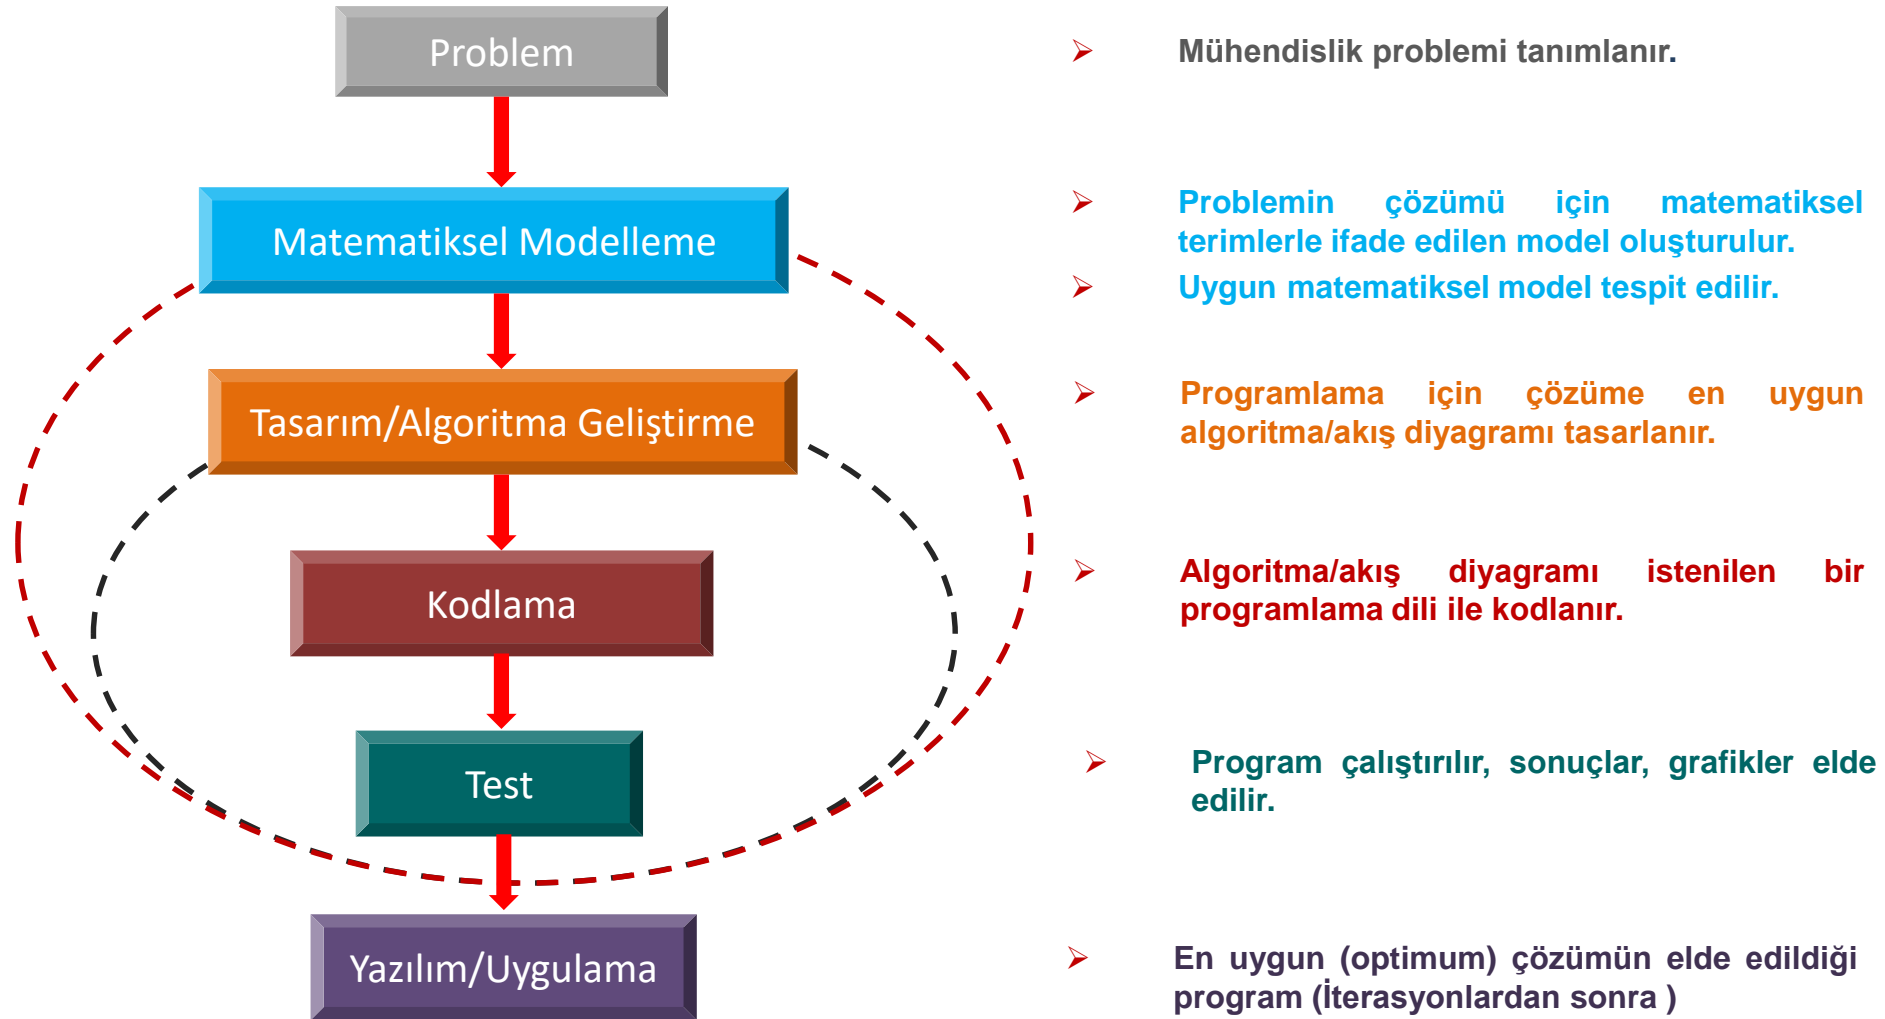 Problem
Mühendislik problemi tanımlanır.
Matematiksel Modelleme
Problemin çözümü için matematiksel
terimlerle ifade edilen model oluşturulur.
Uygun matematiksel model tespit edilir.
Tasarım/Algoritma Geliştirme
Programlama için çözüme en uygun
algoritma/akış diyagramı tasarlanır.
Kodlama
Algoritma/akış diyagramı istenilen bir
programlama dili ile kodlanır.
Test
Program çalıştırılır, sonuçlar, grafikler elde
edilir.
Yazılım/Uygulama
En uygun (optimum) çözümün elde edildiği
program (İterasyonlardan sonra )